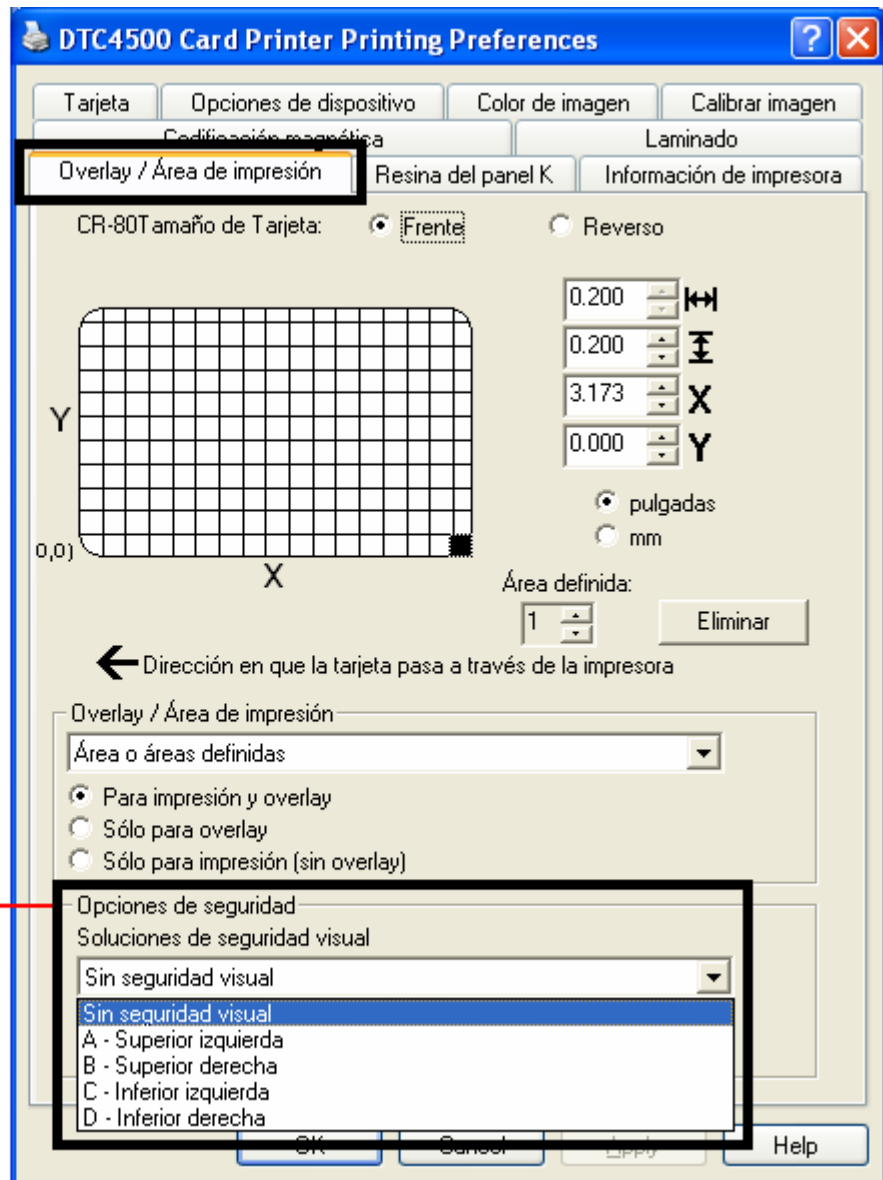 DTC4500 Card Printer Printing Preferences
Tarjeta Opciones de dispositivo Color de imagen Calibrar imagen
Codificación magnética Laminado
Overlay / Área de impresión Resina del panel K Información de impresora
CR-80Tamaño de Tarjeta: Frente Reverso
0.200
0.200
3.173 X
Y
0.000 Y
pulgadas
mm
0,0)
X
Área definida:
1 Eliminar
Dirección en que la tarjeta pasa a través de la impresora
Overlay / Área de impresión
Área o áreas definidas
Para impresión y overlay
Sólo para overlay
Sólo para impresión (sin overlay)
Opciones de seguridad
Soluciones de seguridad visual
Sin seguridad visual
Sin seguridad visual
A - Superior izquierda
B - Superior derecha
C - Inferior izquierda
D - Inferior derecha
OK Cancel Apply Help